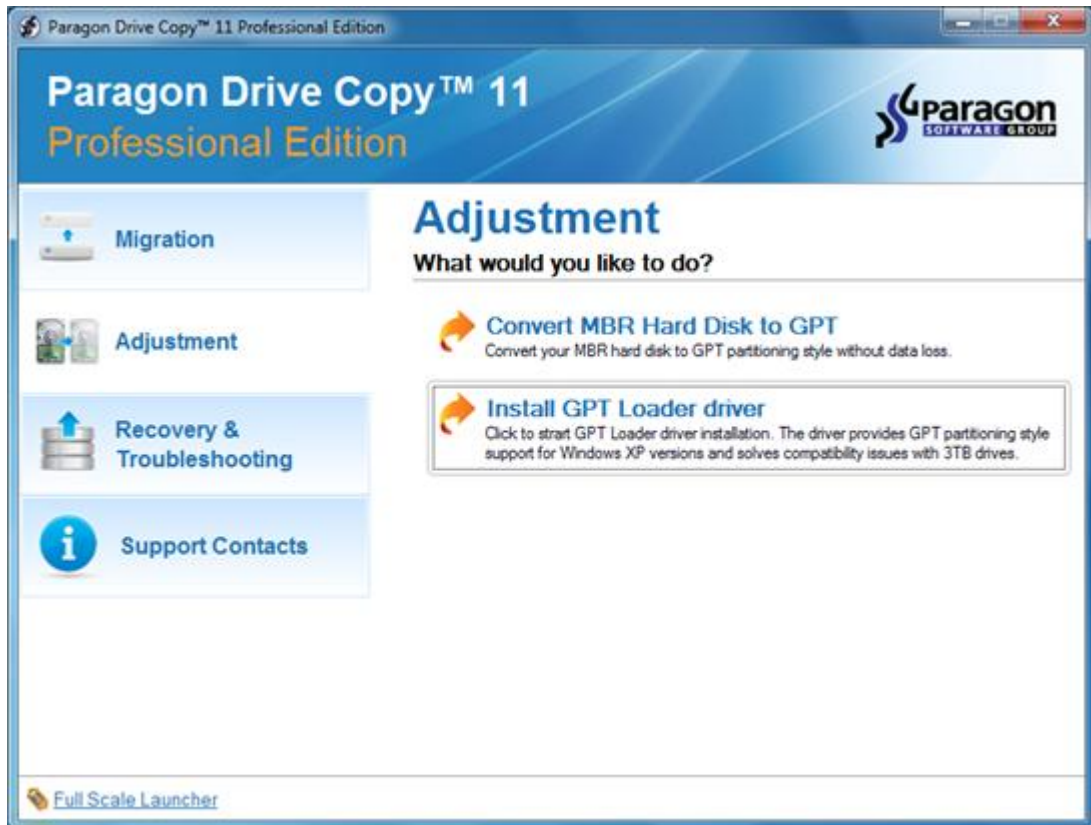 Paragon Drive Copy™ 11 Professional Edition
Paragon Drive Copy™ 11
Professional Edition
Paragon
SOFTWARE GROUP
Migration
Adjustment
Recovery &
Troubleshooting
Support Contacts
Adjustment
What would you like to do?
Convert MBR Hard Disk to GPT
Convert your MBR hard disk to GPT partitioning style without data loss.
Install GPT Loader driver
Click to strart GPT Loader driver installation. The driver provides GPT partitioning style
support for Windows XP versions and solves compatibility issues with 3TB drives.
Full Scale Launcher